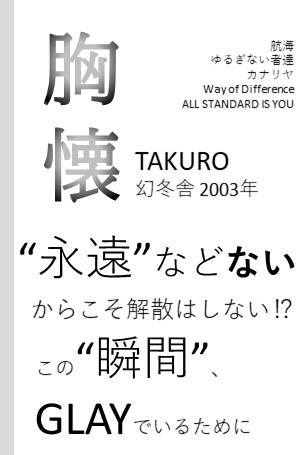 胸懐
航海
ゆるぎない者達
カナリヤ
Way of Difference
ALL STANDARD IS YOU
TAKURO
幻冬舎 2003年
“永遠”などない
からこそ解散はしない!?
この“瞬間”、
GLAYでいるために